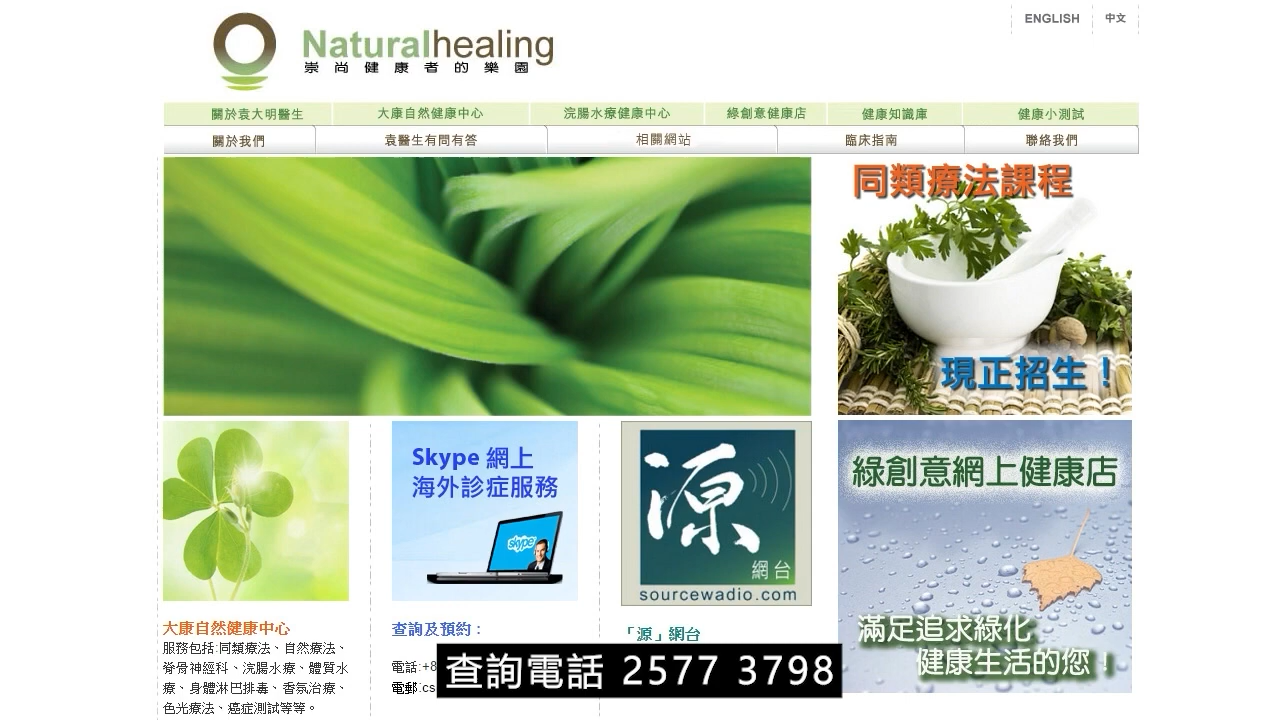 ENGLISH 中文
Naturalhealing
崇尚健康者的樂園
關於袁大明醫生 大康自然健康中心 浣腸水療健康中心 綠創意健康店 健康知識庫 健康小測試
關於我們 袁醫生有問有答 相關網站 臨床指南 聯絡我們
同類療法課程
現正招生！
Skype 網上
海外診症服務
skype
源
網台
sourcewadio.com
綠創意網上健康店
滿足追求綠化
健康生活的您！
大康自然健康中心
服務包括:同類療法、自然療法、
脊骨神經科、浣腸水療、體質水
療、身體淋巴排毒、香氛治療、
色光療法、癌症測試等等。
查詢及預約：
電話:+8
電郵:cs
「源」網台
查詢電話 2577 3798